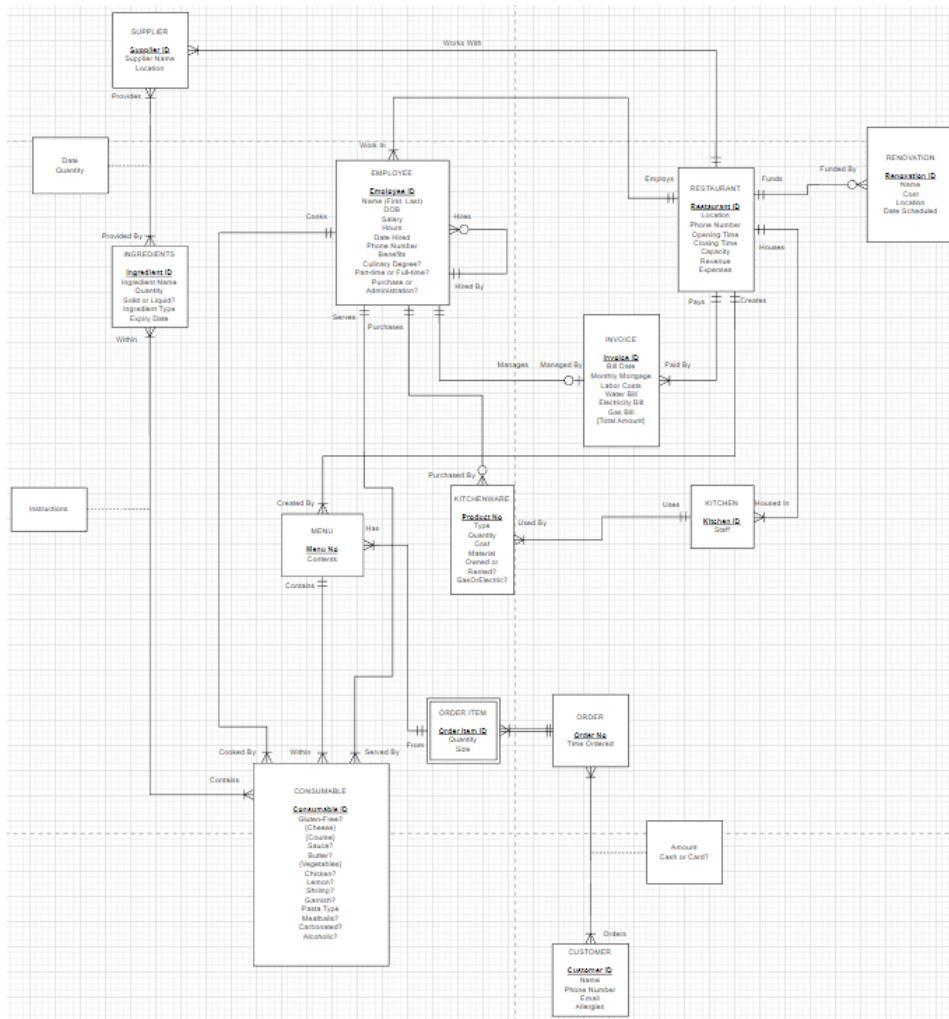 SUPPLIER
Supplier ID
Supplier Name
Location
Works With
Provides
Date
Quantity
Work In
EMPLOYEE
Employee ID
Name (First, Last)
DOB
Salary
Hours
Date Hired
Phone Number
Benefits
Culinary Degree?
Part-time or Full-time?
Purchase or
Administration?
Cooks
Hires
Hired By
Serves
Purchases
Employs
RESTAURANT
Restaurant ID
Location
Phone Number
Opening Time
Closing Time
Capacity
Revenue
Expenses
Funds
Funded By
Houses
Pays
Creates
RENOVATION
Renovation ID
Name
Cost
Location
Date Scheduled
Provided By
INGREDIENTS
Ingredient ID
Ingredient Name
Quantity
Solid or Liquid?
Ingredient Type
Expiry Date
Within
INVOICE
Invoice ID
Bill Date
Monthly Mortgage
Labor Costs
Water Bill
Electricity Bill
Gas Bill
[Total Amount]
Manages
Managed By
Paid By
Instructions
Created By
MENU
Menu No
Contents
Has
Contains
Purchased By
KITCHENWARE
Product No
Type
Quantity
Cost
Material
Owned or
Rented?
GasOrElectric?
Used By
Uses
KITCHEN
Kitchen ID
Staff
Housed In
ORDER ITEM
Order Item ID
Quantity
Size
From
ORDER
Order No
Time Ordered
Cooked By
Within
Served By
Contains
CONSUMABLE
Consumable ID
Gluten-Free?
{Cheese}
{Course}
Sauce?
Butter?
{Vegetables}
Chicken?
Lemon?
Shrimp?
Garnish?
Pasta Type
Meatballs?
Carbonated?
Alcoholic?
Amount
Cash or Card?
Orders
CUSTOMER
Customer ID
Name
Phone Number
Email
Allergies